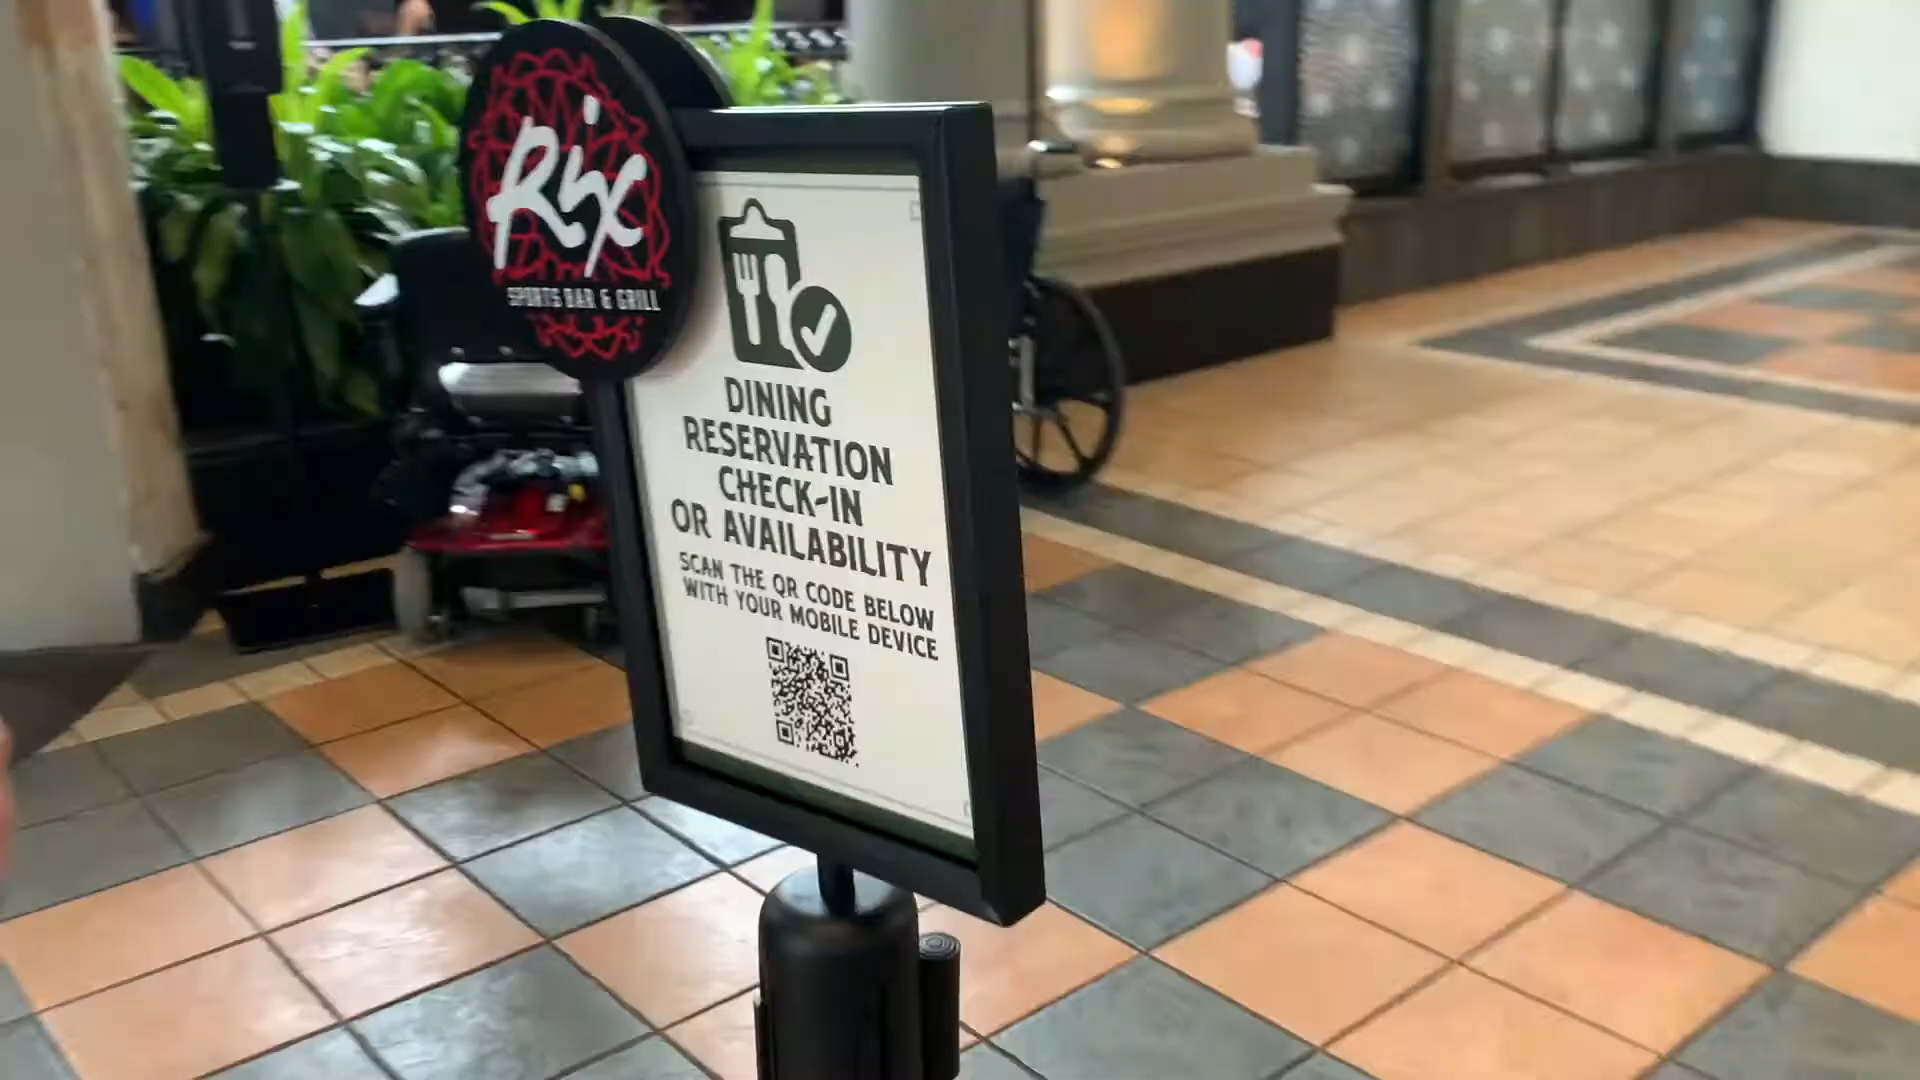 Rix
SPORTS BAR & GRILL
DINING
RESERVATION
CHECK-IN
OR AVAILABILITY
SCAN THE QR CODE BELOW
WITH YOUR MOBILE DEVICE